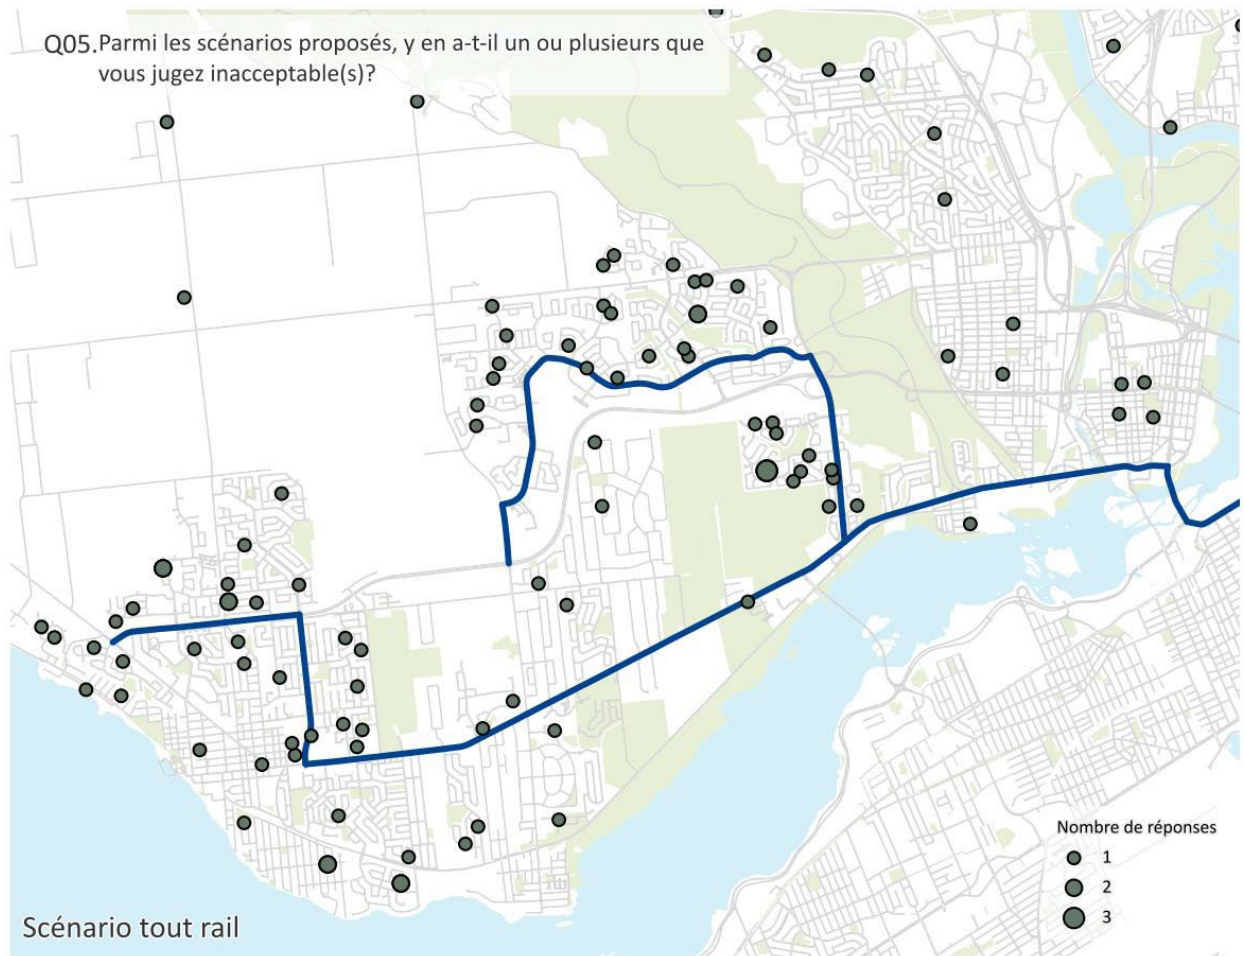 Q05.Parmi les scénarios proposés, y en a-t-il un ou plusieurs que
vous jugez inacceptable(s)?
Nombre de réponses
1
2
3
Scénario tout rail